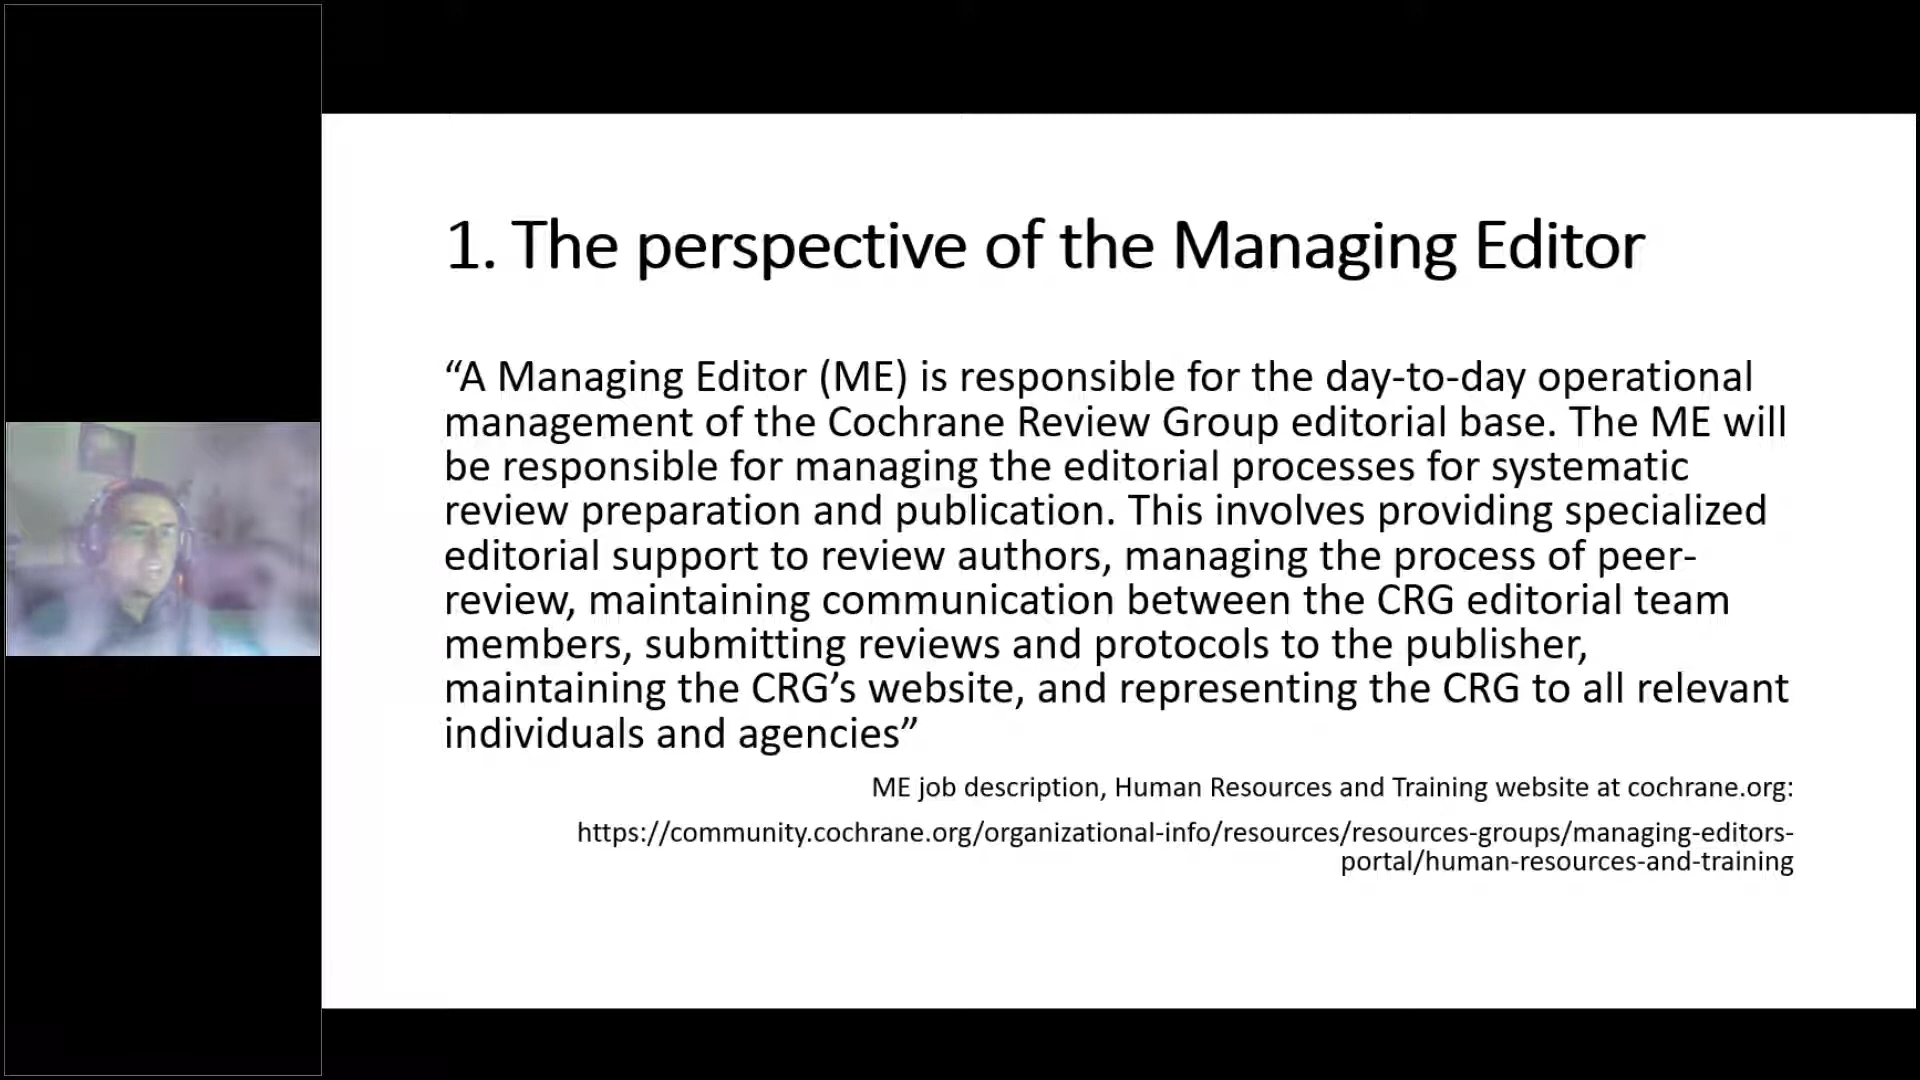 1. The perspective of the Managing Editor
“A Managing Editor (ME) is responsible for the day-to-day operational
management of the Cochrane Review Group editorial base. The ME will
be responsible for managing the editorial processes for systematic
review preparation and publication. This involves providing specialized
editorial support to review authors, managing the process of peer-
review, maintaining communication between the CRG editorial team
members, submitting reviews and protocols to the publisher,
maintaining the CRG’s website, and representing the CRG to all relevant
individuals and agencies”
ME job description, Human Resources and Training website at cochrane.org:
https://community.cochrane.org/organizational-info/resources/resources-groups/managing-editors-
portal/human-resources-and-training